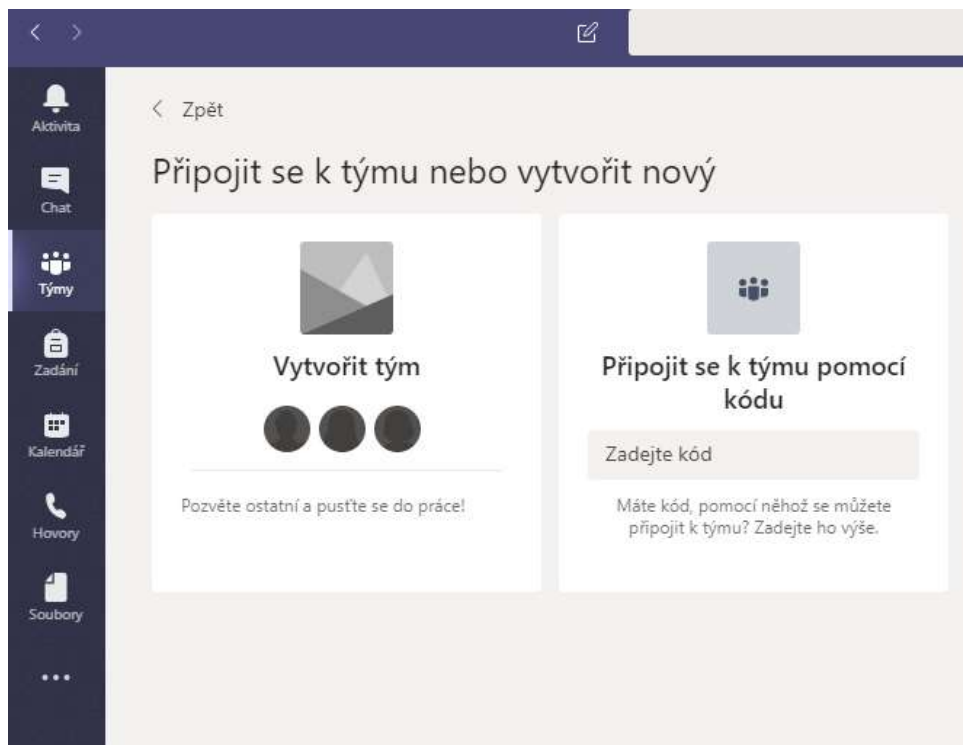 Aktivita
Chat
Týmy
Zadání
Kalendář
Hovory
Soubory
Zpět
Připojit se k týmu nebo vytvořit nový
Vytvořit tým
Pozvěte ostatní a pusťte se do práce!
Připojit se k týmu pomocí
kódu
Zadejte kód
Máte kód, pomocí něhož se můžete
připojit k týmu? Zadejte ho výše.